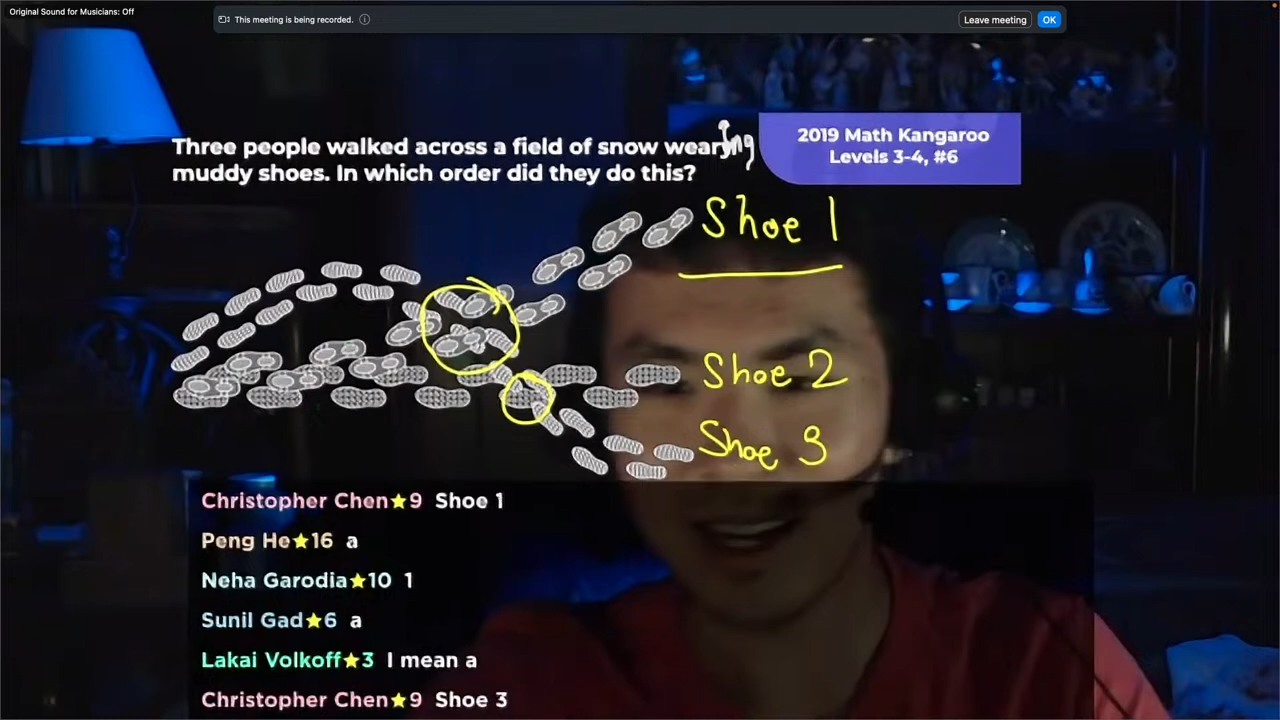 Original Sound for Musicians: Off
This meeting is being recorded.
Leave meeting
OK
Three people walked across a field of snow wearing
muddy shoes. In which order did they do this?
2019 Math Kangaroo
Levels 3-4, #6
Shoe 1
Shoe 2
Shoe 3
Christopher Chen★9 Shoe 1
Peng He★16 a
Neha Garodia★10 1
Sunil Gad★6 a
Lakai Volkoff★3 I mean a
Christopher Chen★9 Shoe 3